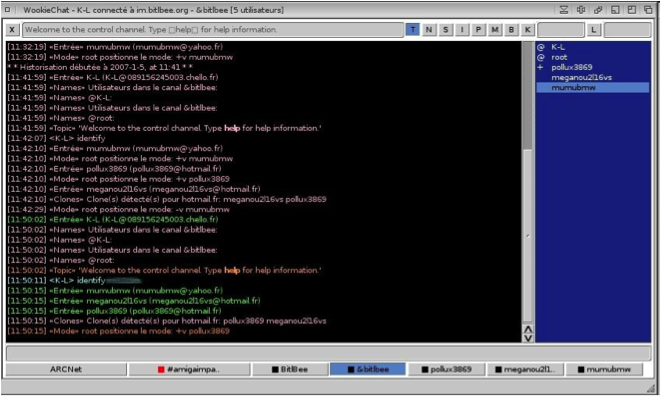 WookieChat - K-L connecté à im.bitlbee.org - &bitlbee [5 utilisateurs]
X Welcome to the control channel. Type □help□ for help information. T N S I P M B K L
[11:32:19] «Entrée» mumubmw (mumubmw@yahoo.fr)
[11:32:19] «Mode» root positionne le mode: +v mumubmw
* * Historisation débutée à 2007-1-5, at 11:41 * *
[11:41:59] «Entrée» K-L (K-L@089156245003.chello.fr)
[11:41:59] «Names» Utilisateurs dans le canal &bitlbee:
[11:41:59] «Names» @K-L:
[11:41:59] «Names» Utilisateurs dans le canal &bitlbee:
[11:41:59] «Names» @root:
[11:41:59] «Topic» 'Welcome to the control channel. Type help for help information.'
[11:42:07] <K-L> identify
[11:42:10] «Entrée» mumubmw (mumubmw@yahoo.fr)
[11:42:10] «Mode» root positionne le mode: +v mumubmw
[11:42:10] «Entrée» pollux3869 (pollux3869@hotmail.fr)
[11:42:10] «Mode» root positionne le mode: +v pollux3869
[11:42:10] «Entrée» meganou2116vs (meganou2116vs@hotmail.fr)
[11:42:10] «Clones» Clone(s) détecté(s) pour hotmail.fr: meganou2116vs pollux3869
[11:42:29] «Mode» root positionne le mode: -v mumubmw
[11:50:02] «Entrée» K-L (K-L@089156245003.chello.fr)
[11:50:02] «Names» Utilisateurs dans le canal &bitlbee:
[11:50:02] «Names» @K-L:
[11:50:02] «Names» Utilisateurs dans le canal &bitlbee:
[11:50:02] «Names» @root:
[11:50:02] «Topic» 'Welcome to the control channel. Type help for help information.'
[11:50:11] <K-L> identify
[11:50:15] «Entrée» mumubmw (mumubmw@yahoo.fr)
[11:50:15] «Entrée» meganou2116vs (meganou2116vs@hotmail.fr)
[11:50:15] «Entrée» pollux3869 (pollux3869@hotmail.fr)
[11:50:15] «Clones» Clone(s) détecté(s) pour hotmail.fr: pollux3869 meganou2116vs
[11:50:15] «Mode» root positionne le mode: +v pollux3869
@ K-L
@ root
+ pollux3869
meganou2116vs
mumubmw
ARCNet #amigaimpa.. BitlBee &bitlbee pollux3869 meganou211.. mumubmw